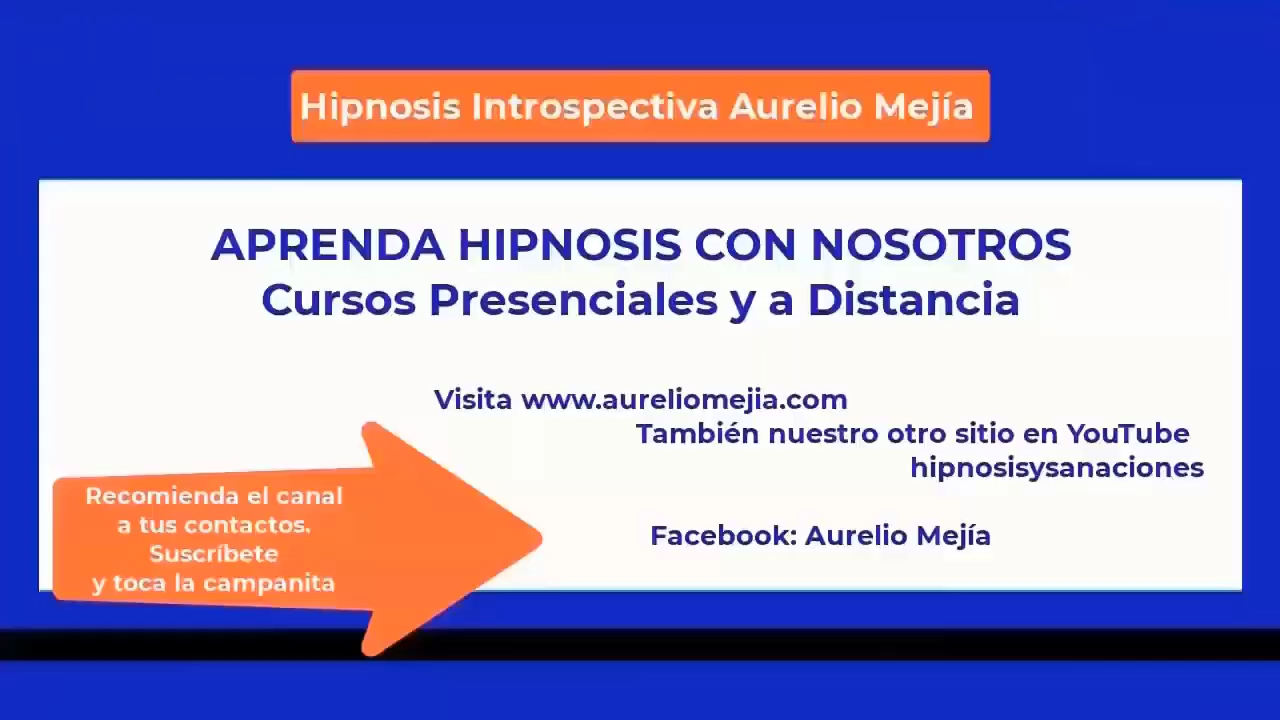 Hipnosis Introspectiva Aurelio Mejía
APRENDA HIPNOSIS CON NOSOTROS
Cursos Presenciales y a Distancia
Visita www.aureliomejia.com
También nuestro otro sitio en YouTube
hipnosisysanaciones
Facebook: Aurelio Mejía
Recomienda el canal
a tus contactos.
Suscríbete
y toca la campanita